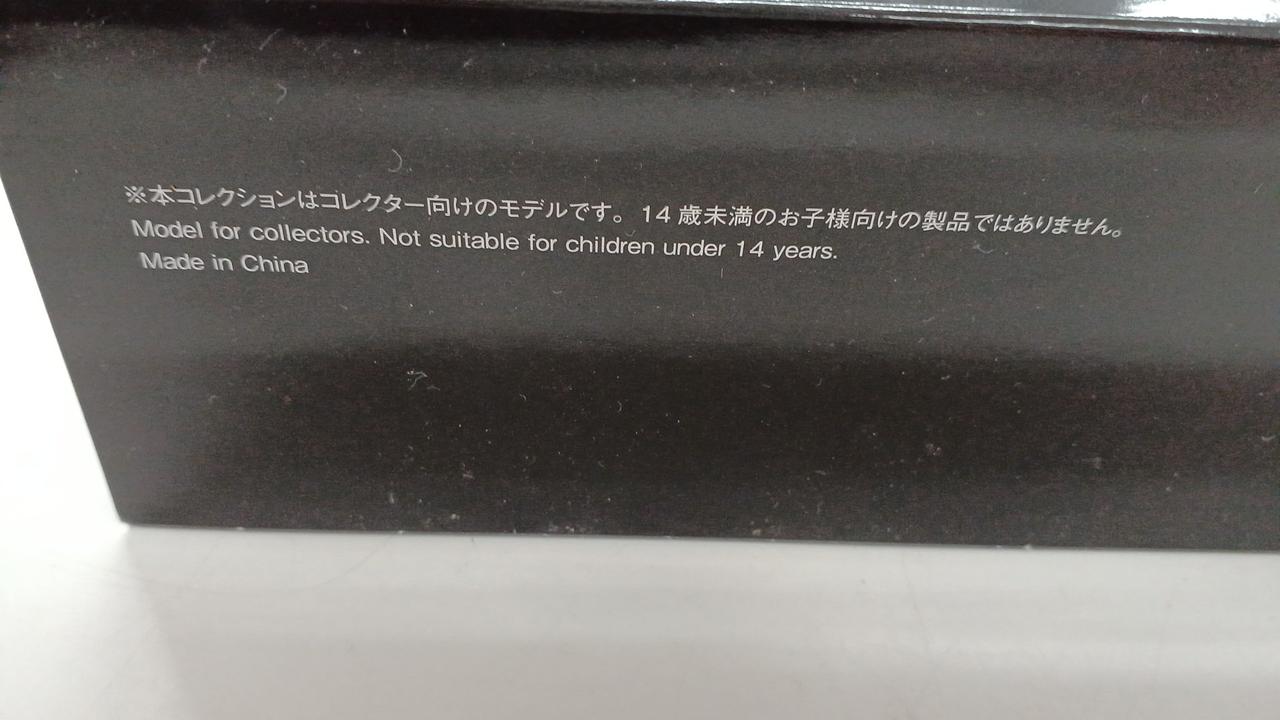 ※本コレクションはコレクター向けのモデルです。14歳未満のお子様向けの製品ではありません。
Model for collectors. Not suitable for children under 14 years.
Made in China